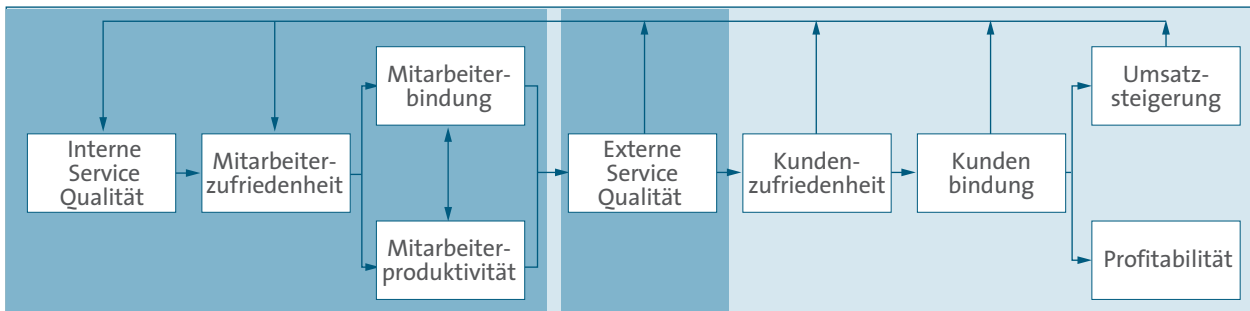 Interne
Service
Qualität
Mitarbeiter-
zufriedenheit
Mitarbeiter-
bindung
Mitarbeiter-
produktivität
Externe
Service
Qualität
Kunden-
zufriedenheit
Kunden
bindung
Umsatz-
steigerung
Profitabilität